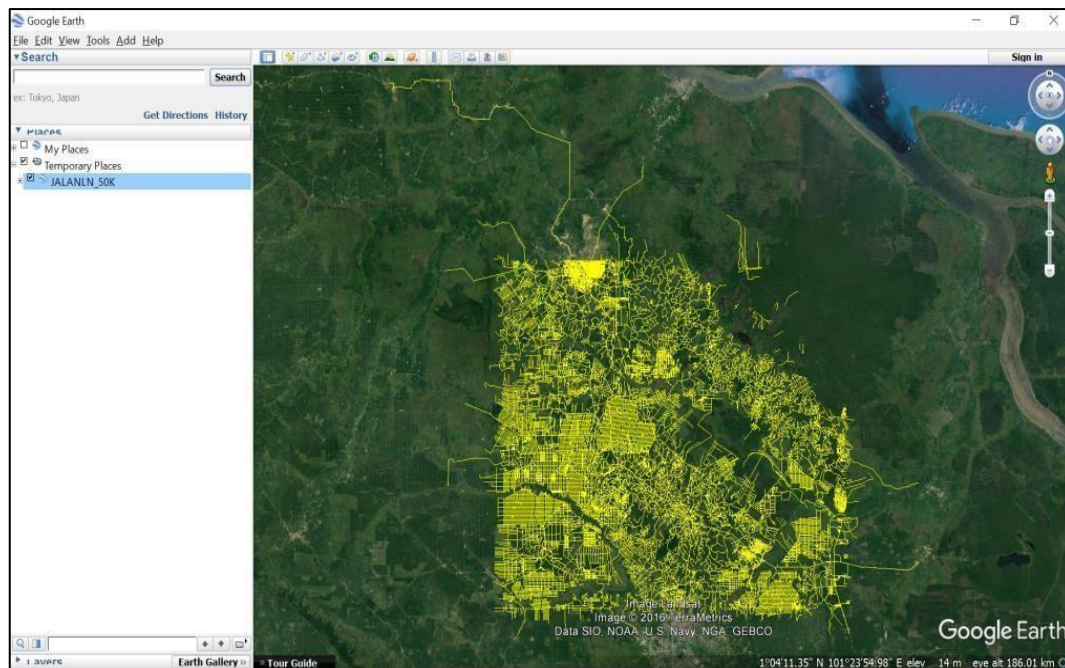 Google Earth
File Edit View Tools Add Help
Search
Sign in
Search
ex: Tokyo, Japan
Get Directions History
Places
My Places
Temporary Places
JALANLN_50K
N
Image Landsat
Image © 2016 TerraMetrics
Data SIO, NOAA, U.S. Navy, NGA, GEBCO
Google Earth
Layers
Earth Gallery »
Tour Guide
1°04'11.35" N 101°23'54.98" E elev 14 m eye alt 186.01 km